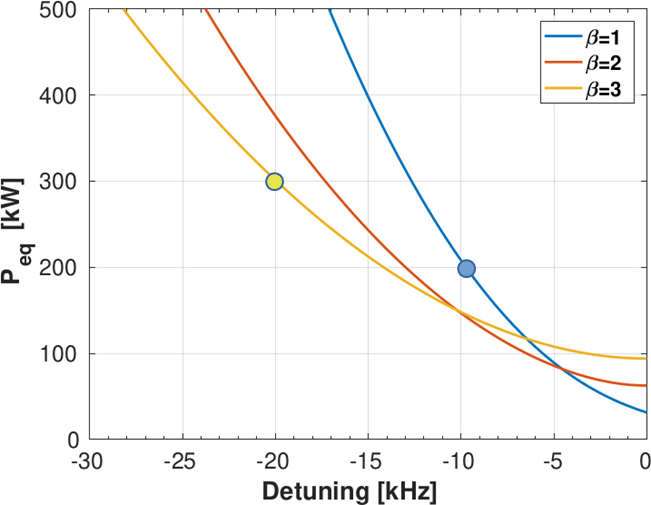 500
400
300
200
100
0
P_eq [kW]
-30 -25 -20 -15 -10 -5 0
Detuning [kHz]
β=1
β=2
β=3